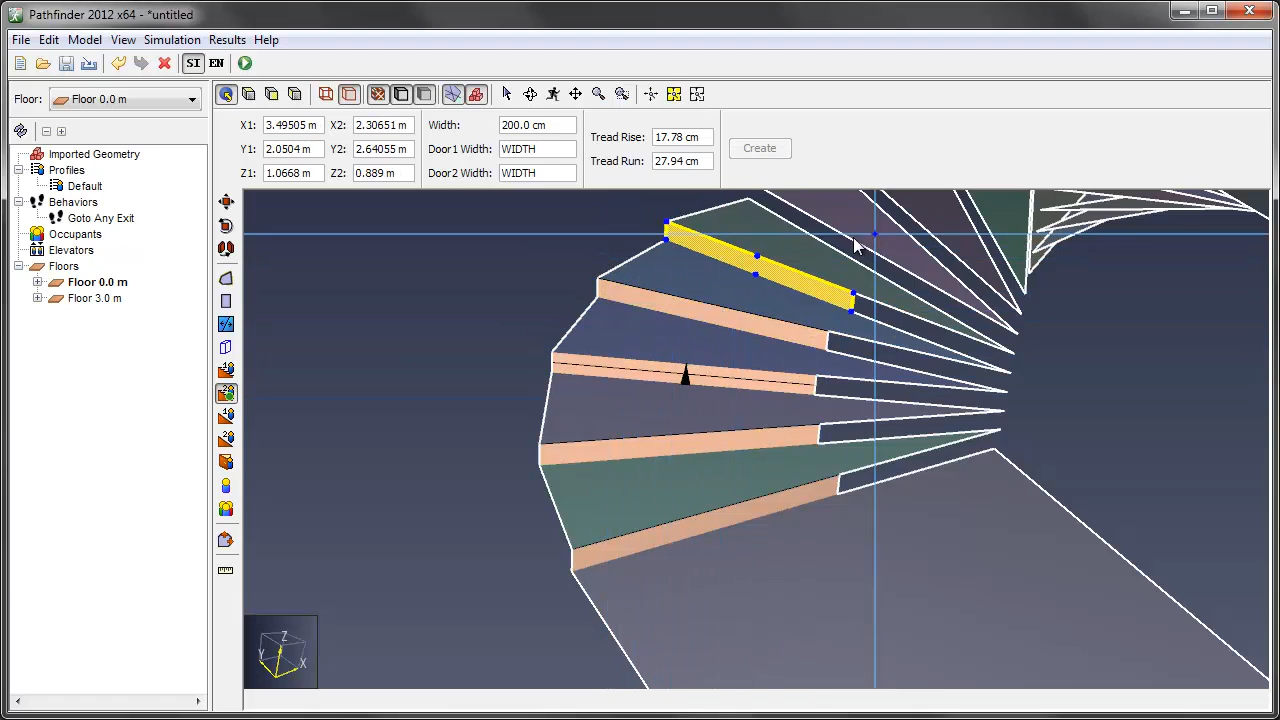 Pathfinder 2012 x64 - *untitled
File Edit Model View Simulation Results Help
SI EN
Floor: Floor 0.0 m
X1: 3.49505 m X2: 2.30651 m Width: 200.0 cm
Y1: 2.0504 m Y2: 2.64055 m Door1 Width: WIDTH
Z1: 1.0668 m Z2: 0.889 m Door2 Width: WIDTH
Tread Rise: 17.78 cm
Tread Run: 27.94 cm
Create
Imported Geometry
Profiles
Default
Behaviors
Goto Any Exit
Occupants
Elevators
Floors
Floor 0.0 m
Floor 3.0 m
Z
Y X